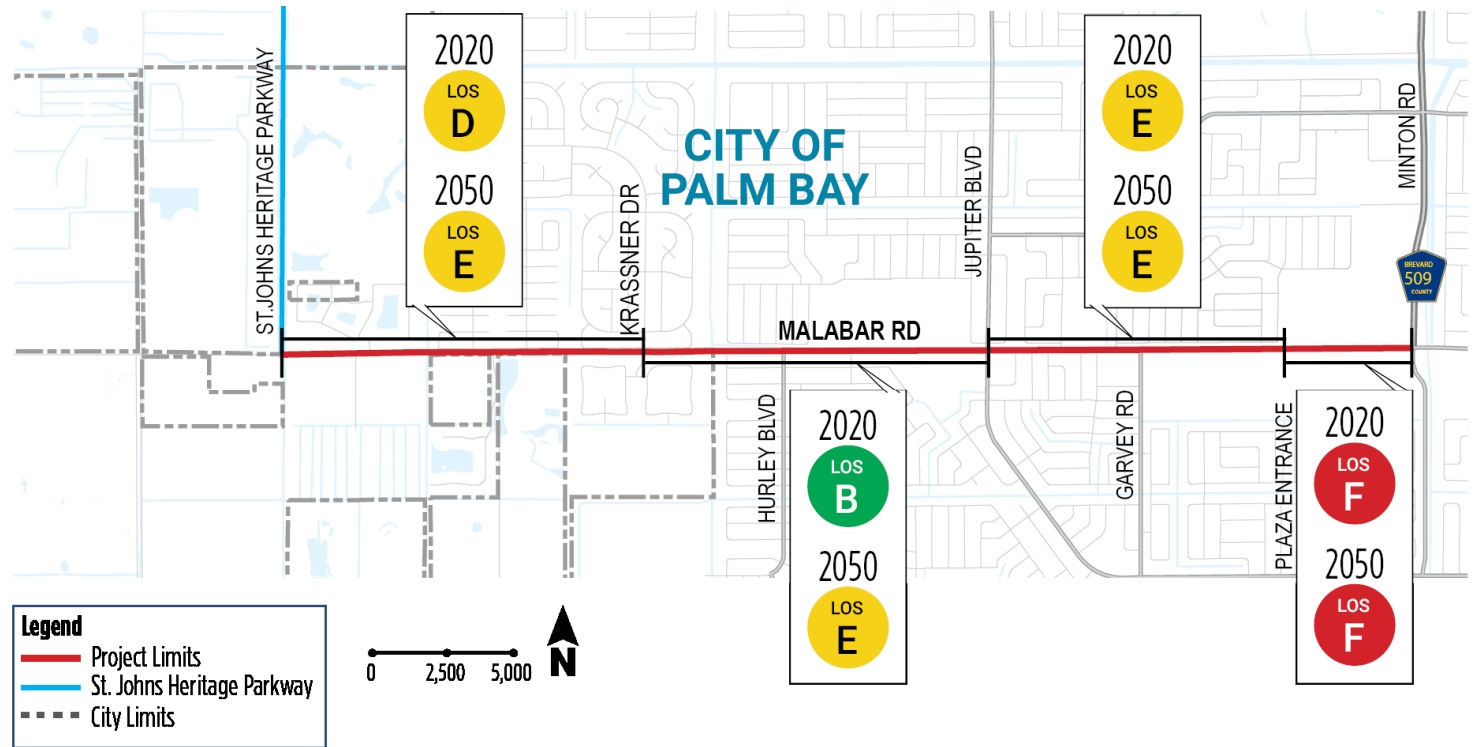 2020
LOS
D
2050
LOS
E
2020
LOS
E
2050
LOS
E
CITY OF
PALM BAY
ST.JOHNS HERITAGE PARKWAY
KRASSNER DR
JUPITER BLVD
MINTON RD
BREVARD
509
COUNTY
MALABAR RD
HURLEY BLVD
GARVEY RD
PLAZA ENTRANCE
2020
LOS
B
2050
LOS
E
2020
LOS
F
2050
LOS
F
Legend
Project Limits
St. Johns Heritage Parkway
City Limits
0 2,500 5,000
N